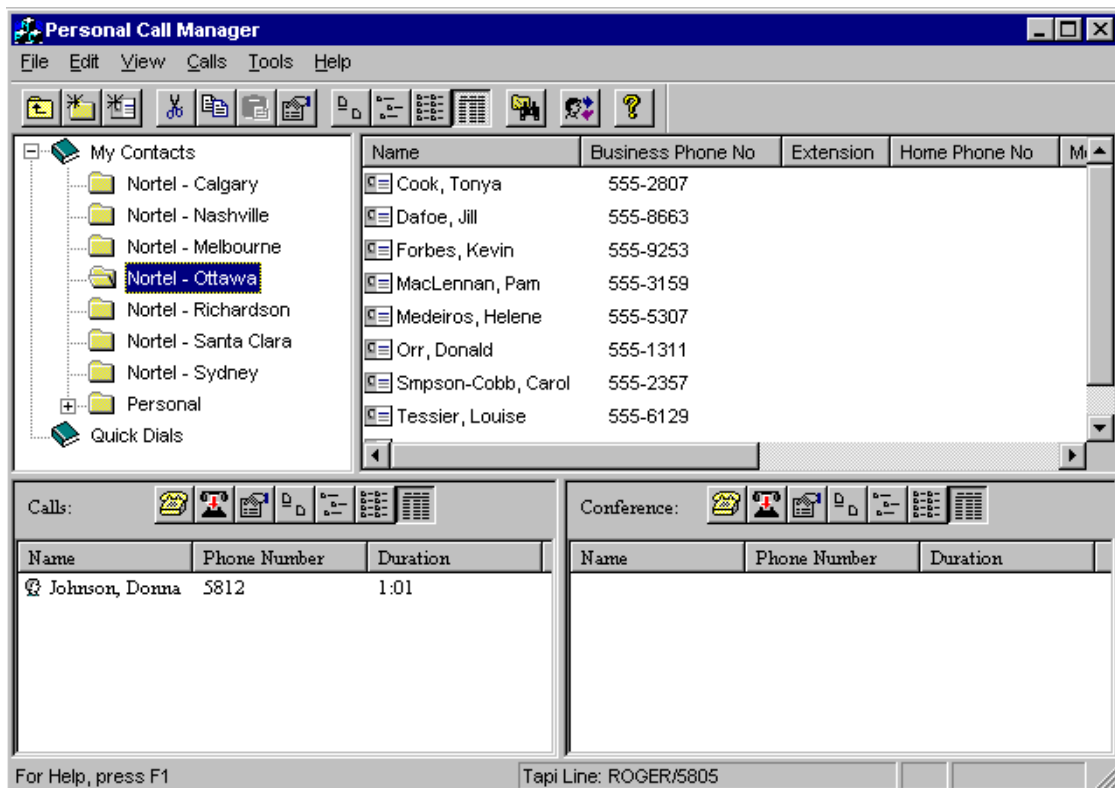 Personal Call Manager
File Edit View Calls Tools Help
My Contacts
Nortel - Calgary
Nortel - Nashville
Nortel - Melbourne
Nortel - Ottawa
Nortel - Richardson
Nortel - Santa Clara
Nortel - Sydney
Personal
Quick Dials
Name Business Phone No Extension Home Phone No
Cook, Tonya 555-2807
Dafoe, Jill 555-8663
Forbes, Kevin 555-9253
MacLennan, Pam 555-3159
Medeiros, Helene 555-5307
Orr, Donald 555-1311
Smpson-Cobb, Carol 555-2357
Tessier, Louise 555-6129
Calls:
Name Phone Number Duration
Johnson, Donna 5812 1:01
Conference:
Name Phone Number Duration
For Help, press F1 Tapi Line: ROGER/5805